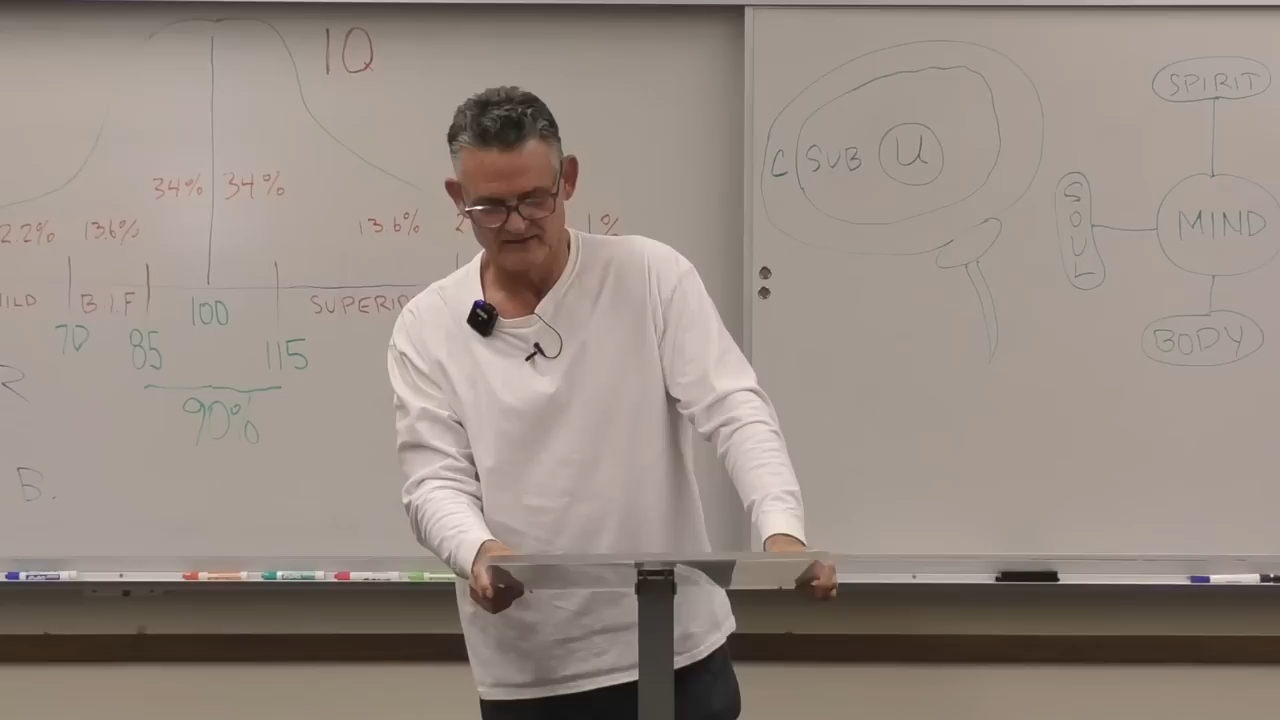 IQ
34% 34%
2.2% 13.6%
13.6%
1%
B.I.F
70
85
100
115
90%
C
SUB
U
SPIRIT
SOUL
MIND
BODY